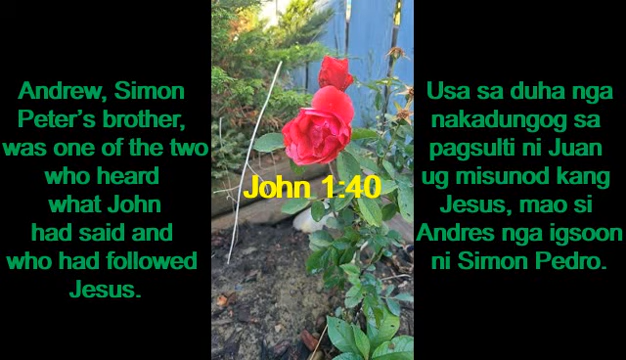 Andrew, Simon
Peter’s brother,
was one of the two
who heard
what John
had said and
who had followed
Jesus.
John 1:40
Usa sa duha nga
nakadungog sa
pagsulti ni Juan
ug misunod kang
Jesus, mao si
Andres nga igsoon
ni Simon Pedro.